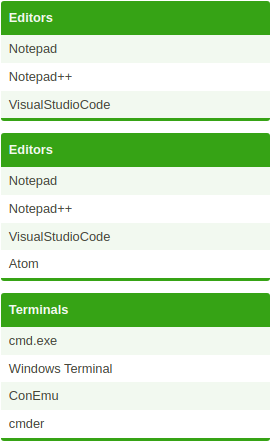 Editors
Notepad
Notepad++
VisualStudioCode
Editors
Notepad
Notepad++
VisualStudioCode
Atom
Terminals
cmd.exe
Windows Terminal
ConEmu
cmder